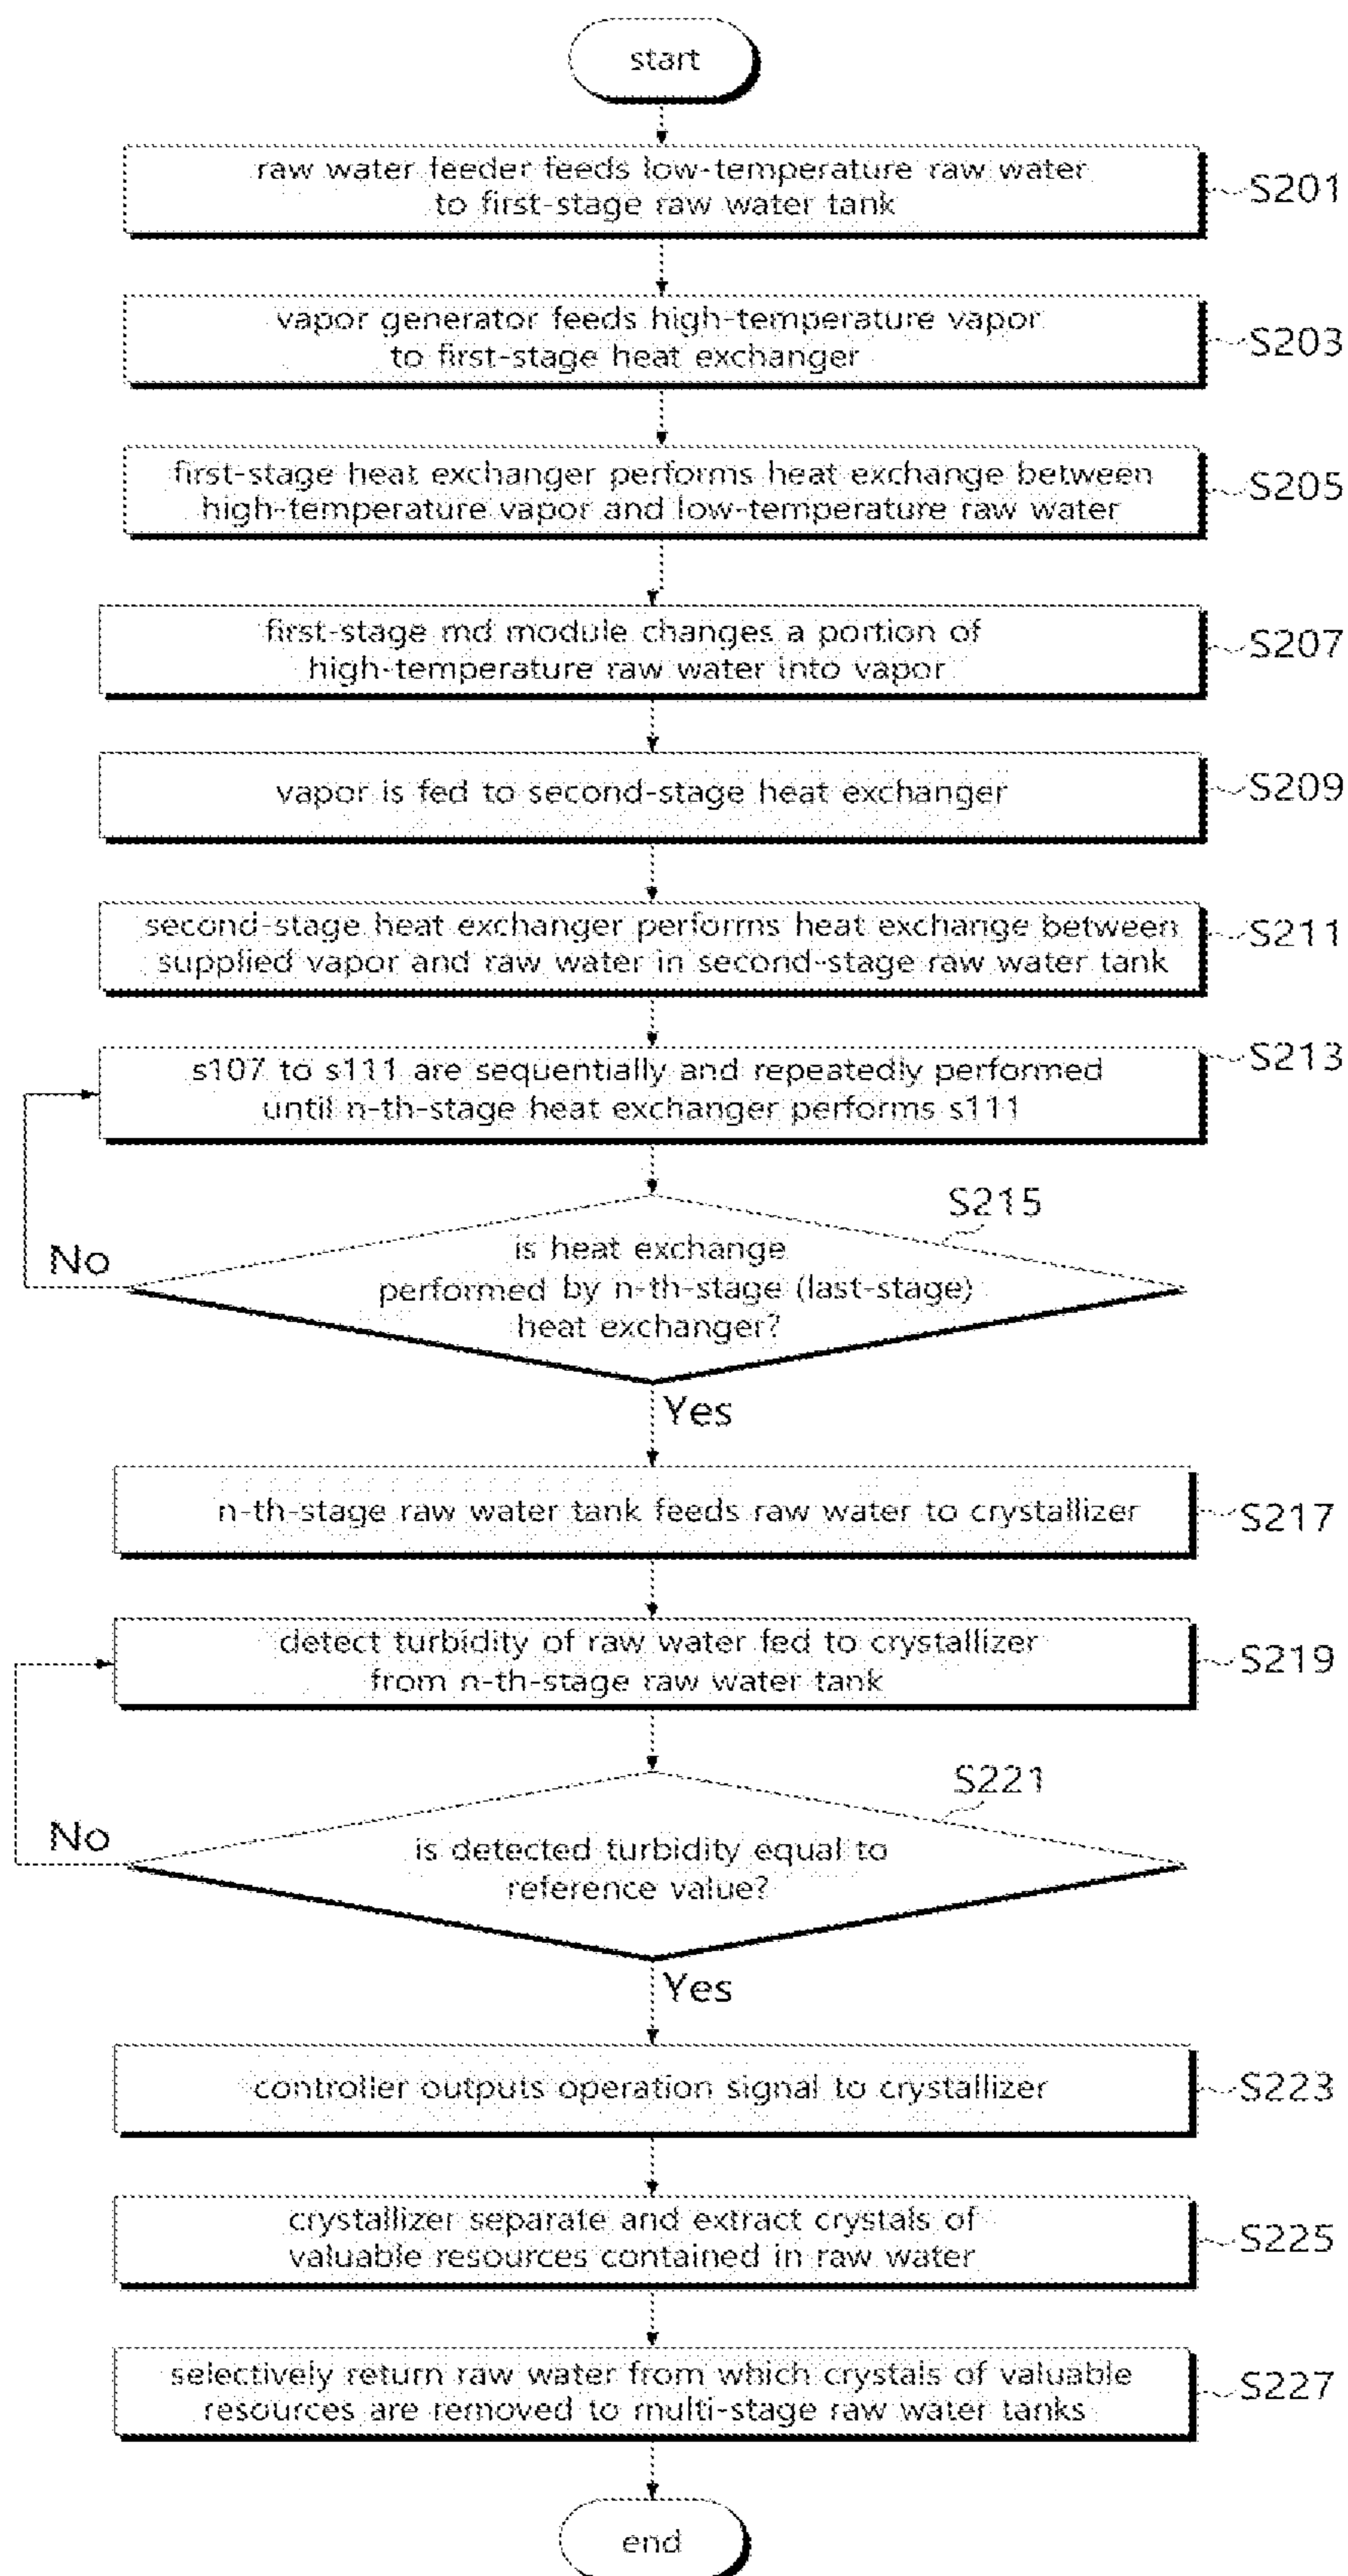 start
raw water feeder feeds low-temperature raw water
to first-stage raw water tank
S201
vapor generator feeds high-temperature vapor
to first-stage heat exchanger
S203
first-stage heat exchanger performs heat exchange between
high-temperature vapor and low-temperature raw water
S205
first-stage md module changes a portion of
high-temperature raw water into vapor
S207
vapor is fed to second-stage heat exchanger
S209
second-stage heat exchanger performs heat exchange between
supplied vapor and raw water in second-stage raw water tank
S211
s107 to s111 are sequentially and repeatedly performed
until n-th-stage heat exchanger performs s111
S213
S215
is heat exchange
performed by n-th-stage (last-stage)
heat exchanger?
No
Yes
n-th-stage raw water tank feeds raw water to crystallizer
S217
detect turbidity of raw water fed to crystallizer
from n-th-stage raw water tank
S219
S221
is detected turbidity equal to
reference value?
No
Yes
controller outputs operation signal to crystallizer
S223
crystallizer separate and extract crystals of
valuable resources contained in raw water
S225
selectively return raw water from which crystals of valuable
resources are removed to multi-stage raw water tanks
S227
end